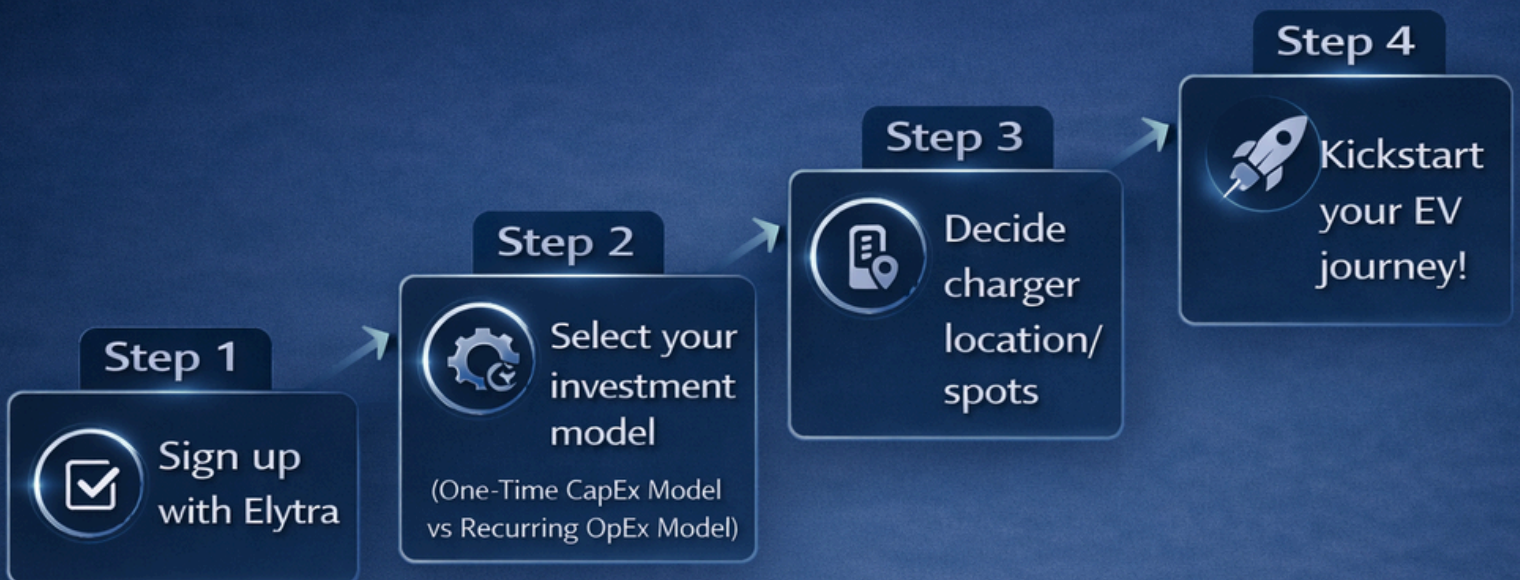 Step 1
Sign up
with Elytra
Step 2
Select your
investment
model
(One-Time CapEx Model
vs Recurring OpEx Model)
Step 3
Decide
charger
location/
spots
Step 4
Kickstart
your EV
journey!